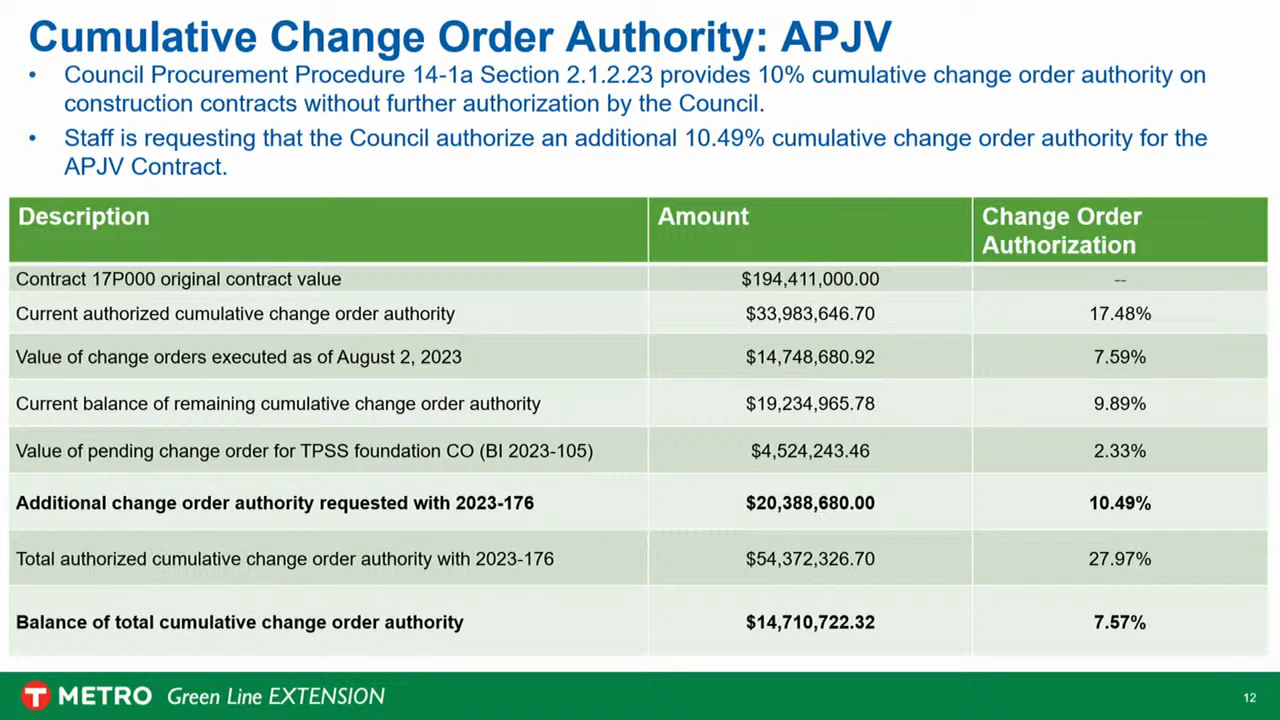 Cumulative Change Order Authority: APJV
• Council Procurement Procedure 14-1a Section 2.1.2.23 provides 10% cumulative change order authority on
construction contracts without further authorization by the Council.
• Staff is requesting that the Council authorize an additional 10.49% cumulative change order authority for the
APJV Contract.
Description Amount Change Order
Authorization
Contract 17P000 original contract value $194,411,000.00 --
Current authorized cumulative change order authority $33,983,646.70 17.48%
Value of change orders executed as of August 2, 2023 $14,748,680.92 7.59%
Current balance of remaining cumulative change order authority $19,234,965.78 9.89%
Value of pending change order for TPSS foundation CO (BI 2023-105) $4,524,243.46 2.33%
Additional change order authority requested with 2023-176 $20,388,680.00 10.49%
Total authorized cumulative change order authority with 2023-176 $54,372,326.70 27.97%
Balance of total cumulative change order authority $14,710,722.32 7.57%
T METRO Green Line EXTENSION 12